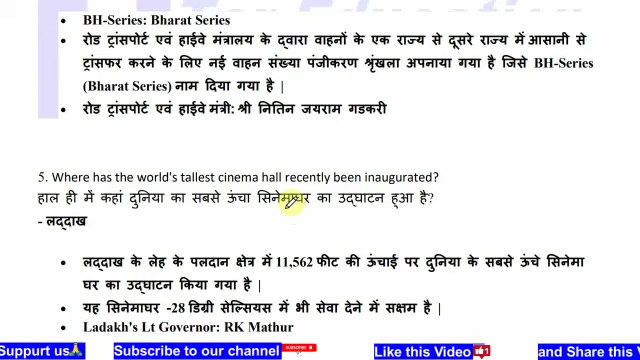 BH-Series: Bharat Series
रोड ट्रांसपोर्ट एवं हाईवे मंत्रालय के द्वारा वाहनों के एक राज्य से दूसरे राज्य में आसानी से
ट्रांसफर करने के लिए नई वाहन संख्या पंजीकरण श्रृंखला अपनाया गया है जिसे BH-Series
(Bharat Series) नाम दिया गया है |
रोड ट्रांसपोर्ट एवं हाईवे मंत्री: श्री नितिन जयराम गडकरी
5. Where has the world's tallest cinema hall recently been inaugurated?
हाल ही में कहां दुनिया का सबसे ऊंचा सिनेमाघर का उद्घाटन हुआ है?
- लद्दाख
लद्दाख के लेह के पलदान क्षेत्र में 11,562 फीट की ऊंचाई पर दुनिया के सबसे ऊंचे सिनेमा
घर का उद्घाटन किया गया है |
यह सिनेमाघर -28 डिग्री सेल्सियस में भी सेवा देने में सक्षम है |
Ladakh's Lt Governor: RK Mathur
Suppurt us Subscribe to our channel SUBSCRIBE Like this Video and Share this V